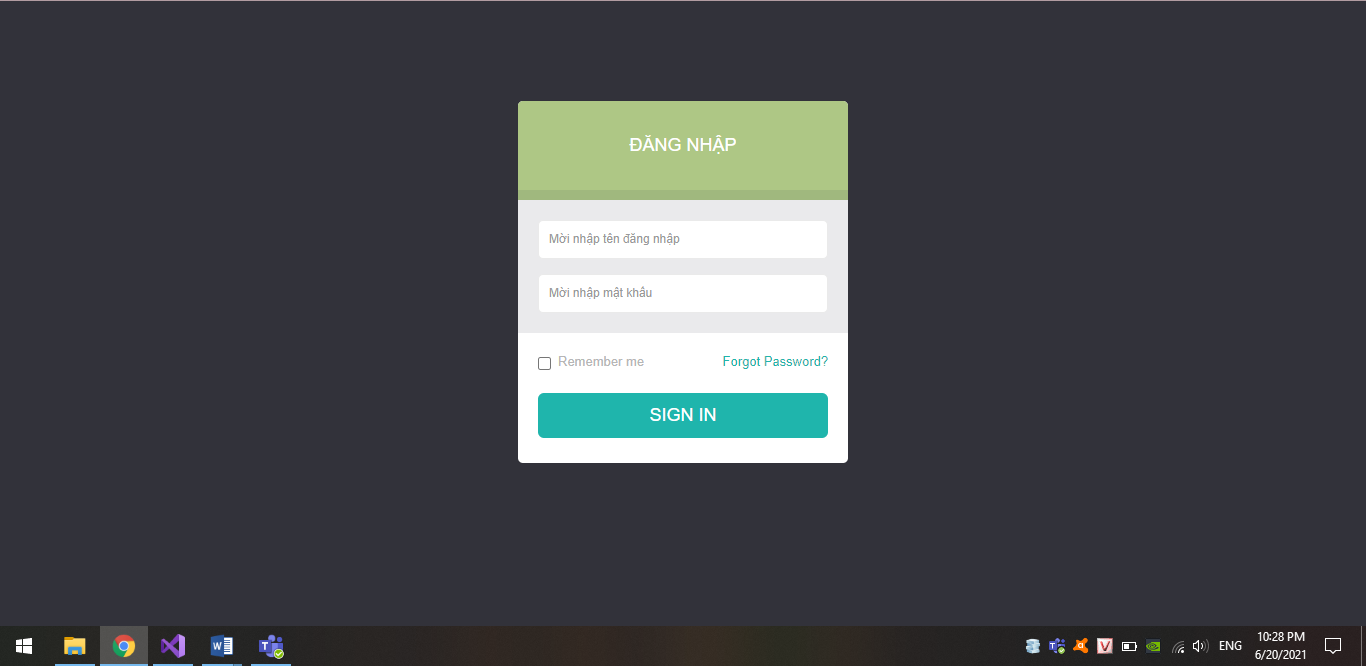 ĐĂNG NHẬP
Mời nhập tên đăng nhập
Mời nhập mật khẩu
Remember me
Forgot Password?
SIGN IN
ENG
10:28 PM
6/20/2021